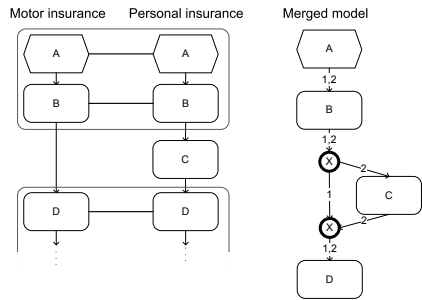 Motor insurance Personal insurance Merged model
A A A
1,2
B B B
1,2
X
2
C
C
1
2
X
1,2
D D
D